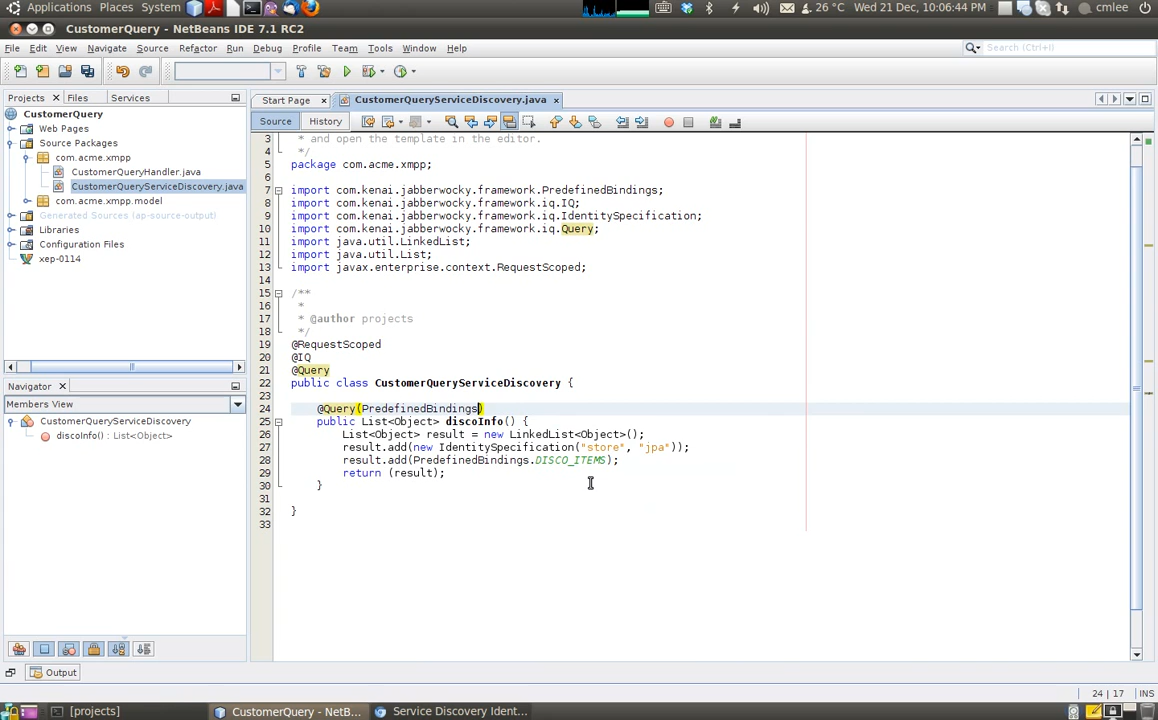 Applications Places System 26 °C Wed 21 Dec, 10:06:44 cmlee
CustomerQuery - NetBeans IDE 7.1 RC2
File Edit View Navigate Source Refactor Run Debug Profile Team Tools Window Help
Search (Ctrl+I)
Projects Files Services
Start Page CustomerQueryServiceDiscovery.java
CustomerQuery
Web Pages
Source Packages
com.acme.xmpp
CustomerQueryHandler.java
CustomerQueryServiceDiscovery.java
com.acme.xmpp.model
Generated Sources (ap-source-output)
Libraries
Configuration Files
xep-0114
Navigator
Members View
CustomerQueryServiceDiscovery
discoInfo() : List<Object>
Source History
3 * and open the template in the editor.
4 */
5 package com.acme.xmpp;
6
7 import com.kenai.jabberwocky.framework.PredefinedBindings;
8 import com.kenai.jabberwocky.framework.iq.IQ;
9 import com.kenai.jabberwocky.framework.iq.IdentitySpecification;
10 import com.kenai.jabberwocky.framework.iq.Query;
11 import java.util.LinkedList;
12 import java.util.List;
13 import javax.enterprise.context.RequestScoped;
14
15 /**
16 *
17 * @author projects
18 */
19 @RequestScoped
20 @IQ
21 @Query
22 public class CustomerQueryServiceDiscovery {
23
24 @Query(PredefinedBindings)
25 public List<Object> discoInfo() {
26 List<Object> result = new LinkedList<Object>();
27 result.add(new IdentitySpecification("store", "jpa"));
28 result.add(PredefinedBindings.DISCO_ITEMS);
29 return (result);
30 }
31
32 }
33
Output
24 | 17 INS
[projects] CustomerQuery - NetB... Service Discovery Ident...